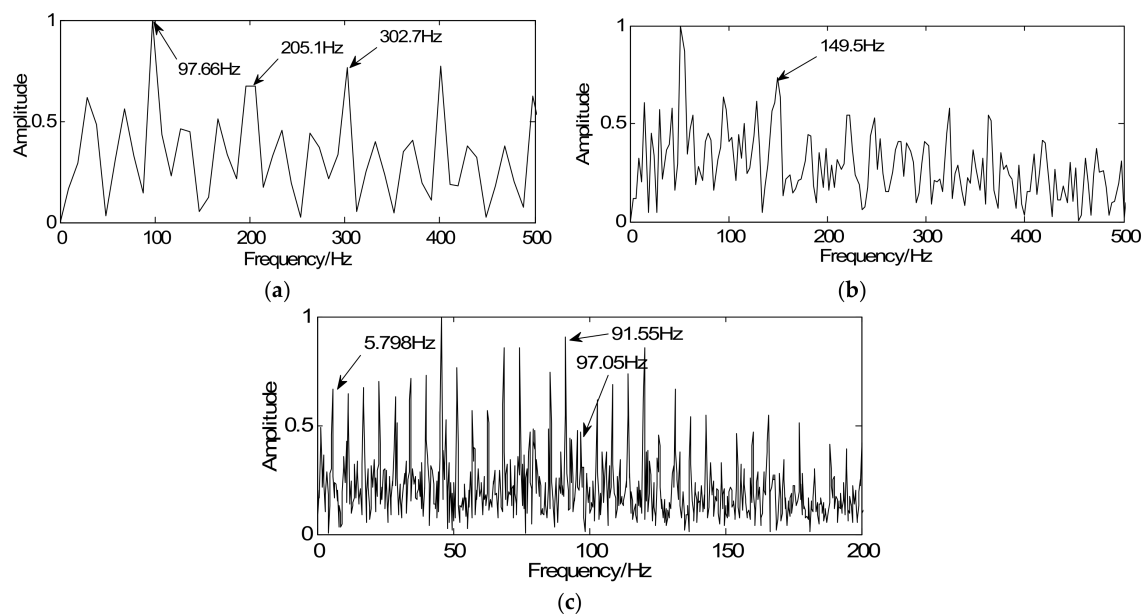 1
97.66Hz
205.1Hz
302.7Hz
0.5
Amplitude
0
0 100 200 300 400 500
Frequency/Hz
(a)
1
149.5Hz
0.5
Amplitude
0
0 100 200 300 400 500
Frequency/Hz
(b)
1
5.798Hz
91.55Hz
97.05Hz
0.5
Amplitude
0
0 50 100 150 200
Frequency/Hz
(c)